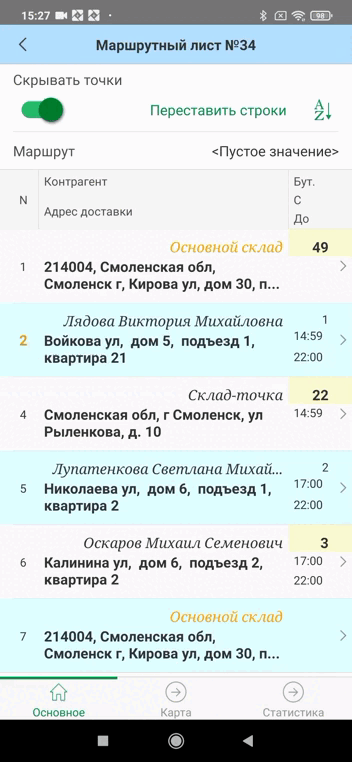 15:27 98
Маршрутный лист №34
Скрывать точки
Переставить строки
A
Z
Маршрут <Пустое значение>
N
Контрагент
Адрес доставки
Бут.
С
До
Основной склад 49
1
214004, Смоленская обл,
Смоленск г, Кирова ул, дом 30, п...
Лядова Виктория Михайловна 1
2
Войкова ул, дом 5, подъезд 1,
квартира 21
14:59
22:00
Склад-точка 22
4
Смоленская обл, г Смоленск, ул
Рыленкова, д. 10
14:59
Лупатенкова Светлана Михай... 2
5
Николаева ул, дом 6, подъезд 1,
квартира 2
17:00
22:00
Оскаров Михаил Семенович 3
6
Калинина ул, дом 6, подъезд 2,
квартира 2
17:00
22:00
Основной склад
7
214004, Смоленская обл,
Смоленск г, Кирова ул, дом 30, п...
Основное Карта Статистика